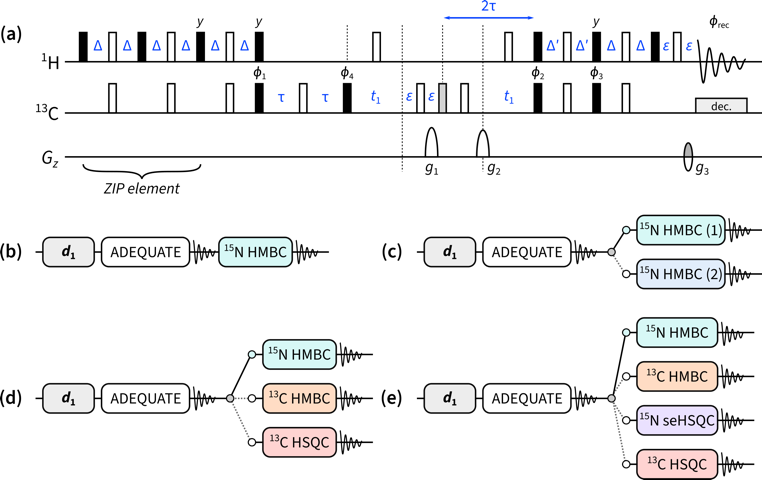 2τ
(a) y y y ϕrec
¹H Δ Δ Δ Δ Δ Δ Δ′ Δ′ Δ Δ ε ε
ϕ₁ ϕ₄ ϕ₂ ϕ₃
¹³C τ τ t₁ ε ε t₁ dec.
Gz g₁ g₂ g₃
ZIP element
(b) d₁ ADEQUATE ¹⁵N HMBC
(c) d₁ ADEQUATE ¹⁵N HMBC (1)
¹⁵N HMBC (2)
(d) d₁ ADEQUATE ¹⁵N HMBC
¹³C HMBC
¹³C HSQC
(e) d₁ ADEQUATE ¹⁵N HMBC
¹³C HMBC
¹⁵N seHSQC
¹³C HSQC